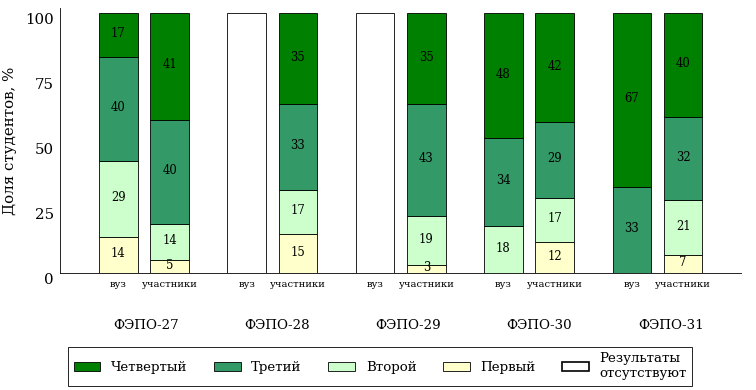 Доля студентов, %
100
75
50
25
0
17 41 35 35 48 42 67 40
40 40 33 43 34 29 33 32
29 14 17 19 18 17 21
14 5 15 3 12 7
вуз участники вуз участники вуз участники вуз участники вуз участники
ФЭПО-27 ФЭПО-28 ФЭПО-29 ФЭПО-30 ФЭПО-31
Четвертый Третий Второй Первый Результаты
отсутствуют